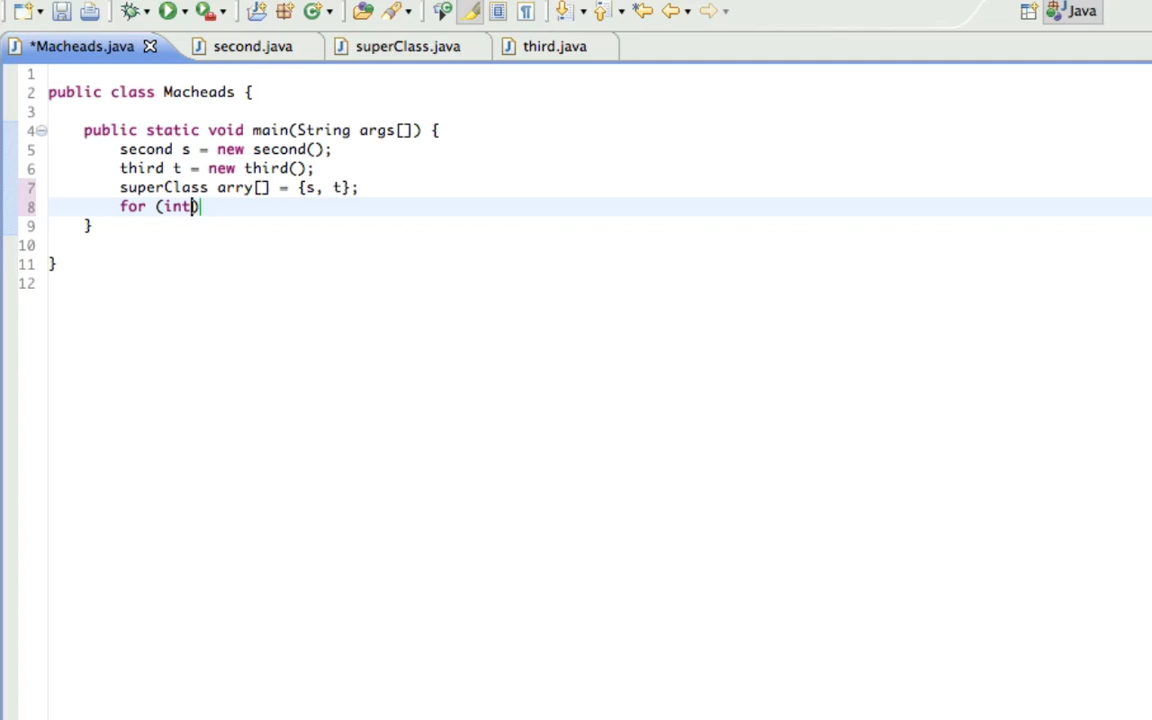 Java
*Macheads.java
second.java
superClass.java
third.java
1
2 public class Macheads {
3
4 public static void main(String args[]) {
5 second s = new second();
6 third t = new third();
7 superClass arry[] = {s, t};
8 for (int)
9 }
10
11 }
12